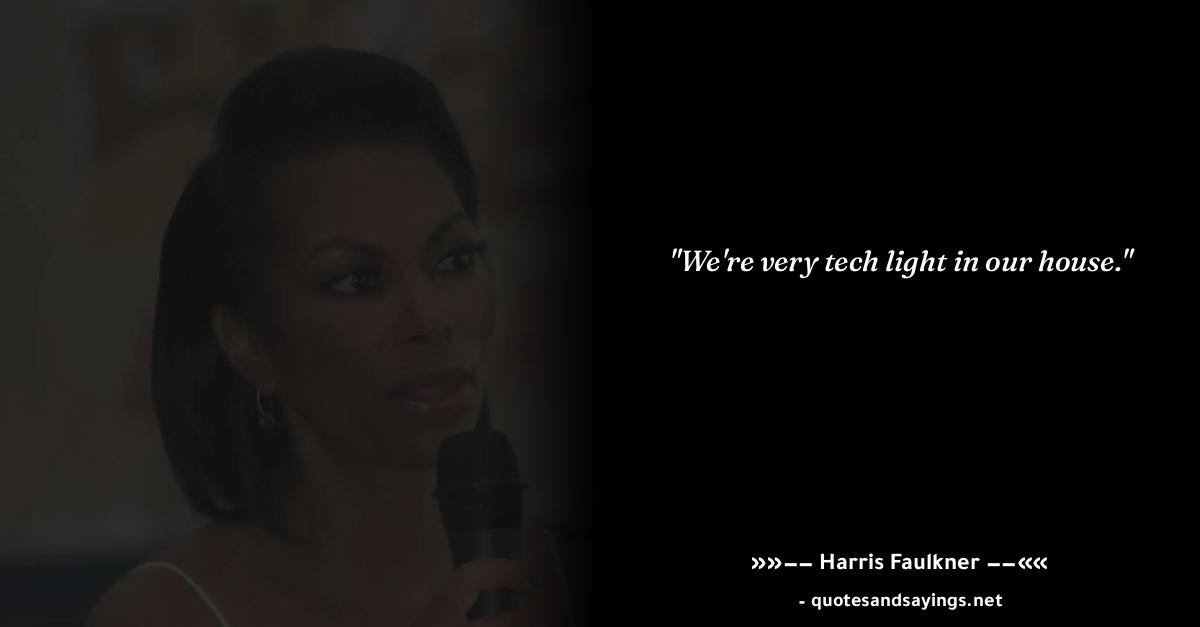 "We're very tech light in our house."
»»–– Harris Faulkner ––««
- quotesandsayings.net